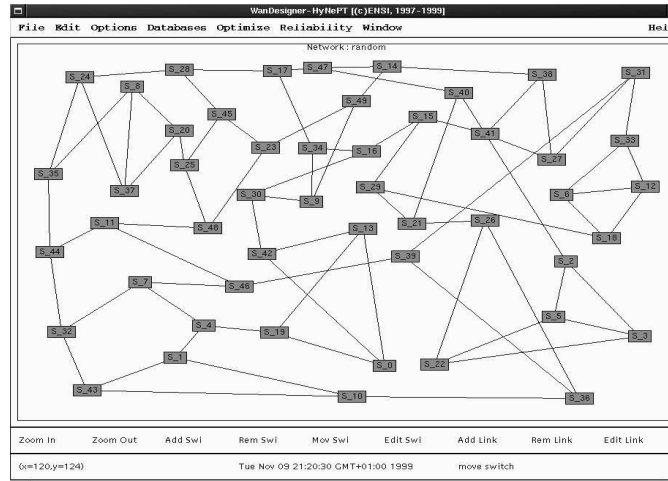 WanDesigner-HyNePT [(c)ENSI, 1997-1999]
File Edit Options Databases Optimize Reliability Window Hel
Network: random
S_28 S_17 S_47 S_14
S_24 S_8 S_38 S_31
S_40
S_49
S_45 S_15
S_20 S_41 S_33
S_23 S_34 S_16
S_25 S_27
S_35
S_37 S_29 S_12
S_30 S_9 S_6
S_11 S_48 S_13 S_21 S_26
S_18
S_44 S_42 S_39
S_2
S_7 S_46
S_5
S_32 S_4 S_19 S_3
S_1 S_0 S_22
S_43 S_10 S_36
Zoom In Zoom Out Add Swi Rem Swi Mov Swi Edit Swi Add Link Rem Link Edit Link
(x=120,y=124) Tue Nov 09 21:20:30 GMT+01:00 1999 move switch